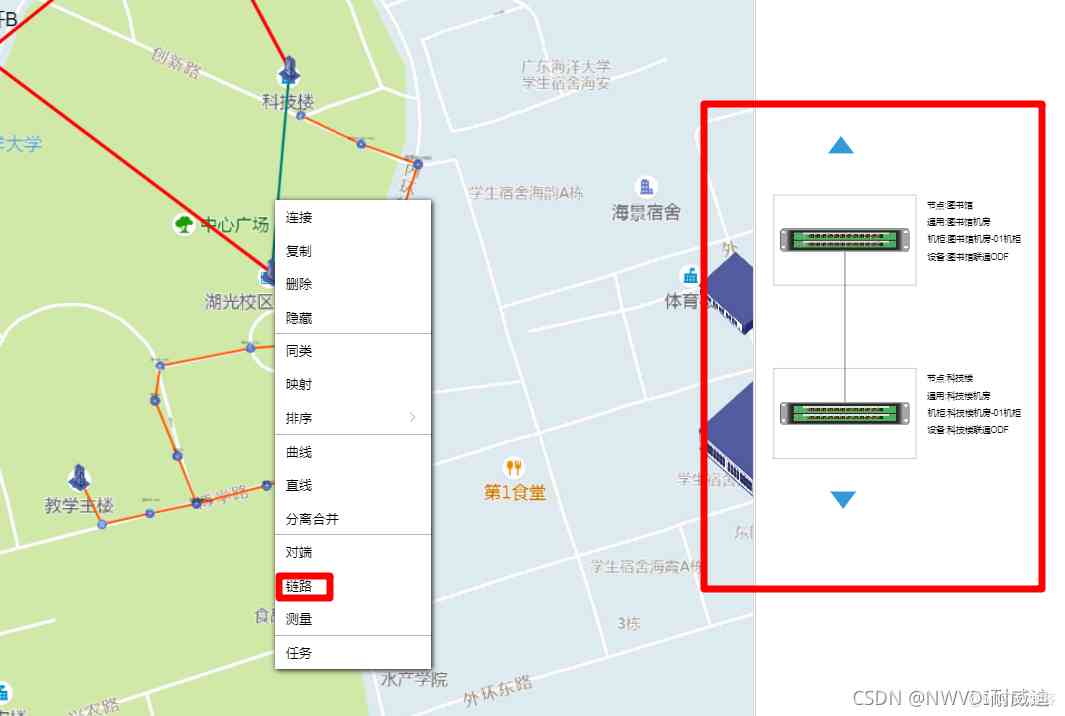 创新路
广东海洋大学
学生宿舍海安
科技楼
大学
内环
学生宿舍海韵A栋
海景宿舍
中心广场
外
湖光校区
体育
连接
复制
删除
隐藏
同类
映射
排序
曲线
直线
分离合并
对端
链路
测量
任务
节点:图书馆
通用:图书馆机房
机柜:图书馆机房-01机柜
设备:图书馆联通ODF
节点:科技楼
通用:科技楼机房
机柜:科技楼机房-01机柜
设备:科技楼联通ODF
第1食堂
学生宿舍
教学主楼
学生宿舍海霞A栋
3栋
水产学院
外环东路
兴农路
CSDN @NWVDI耐威迪